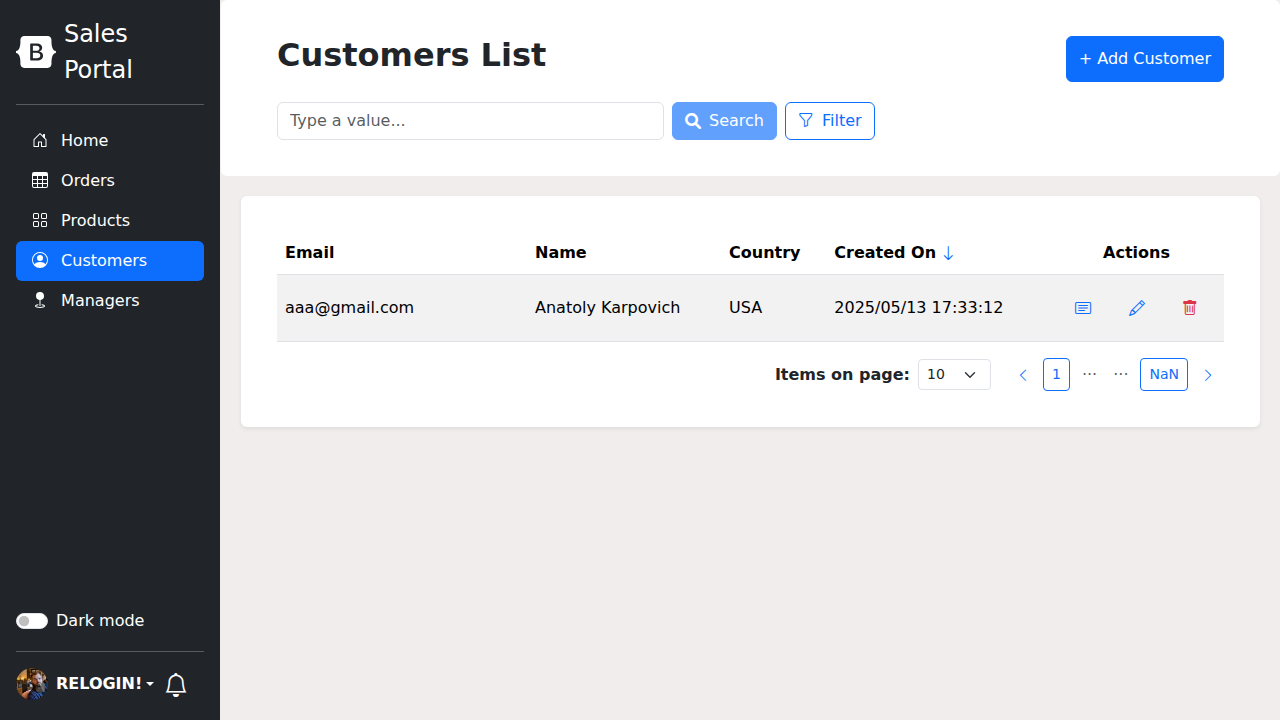 Sales
Portal
Home
Orders
Products
Customers
Managers
Dark mode
RELOGIN!
Customers List
+ Add Customer
Type a value...
Search
Filter
Email Name Country Created On Actions
aaa@gmail.com Anatoly Karpovich USA 2025/05/13 17:33:12
Items on page: 10 1 ... ... NaN